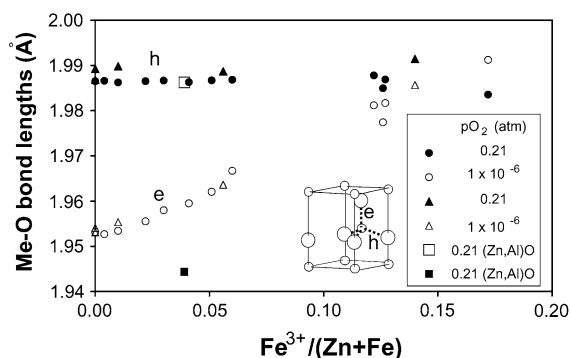 2.00
1.99
1.98
1.97
1.96
1.95
1.94
Me-O bond lengths (Å)
h
e
e
h
pO2 (atm)
0.21
1 x 10-6
0.21
1 x 10-6
0.21 (Zn,Al)O
0.21 (Zn,Al)O
0.00
0.05
0.10
0.15
0.20
Fe3+/(Zn+Fe)